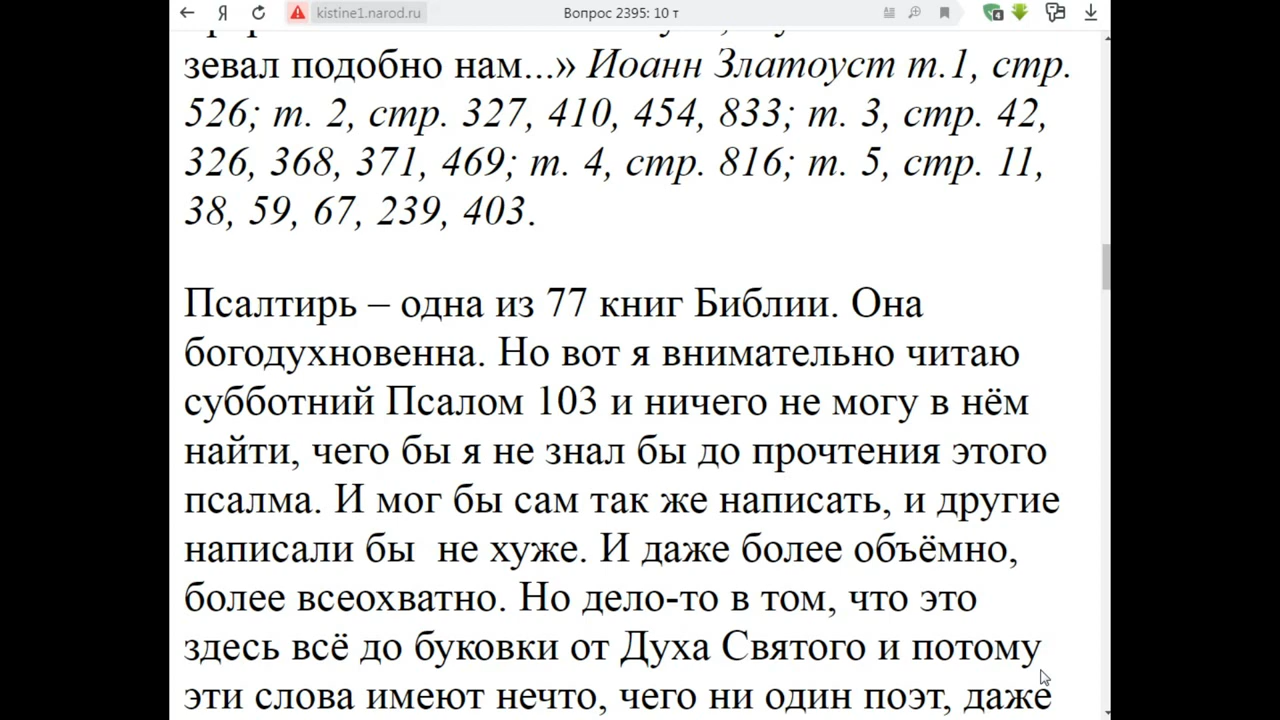 Я
kistine1.narod.ru
Вопрос 2395: 10 т
4
зевал подобно нам...» Иоанн Златоуст т.1, стр.
526; т. 2, стр. 327, 410, 454, 833; т. 3, стр. 42,
326, 368, 371, 469; т. 4, стр. 816; т. 5, стр. 11,
38, 59, 67, 239, 403.
Псалтирь – одна из 77 книг Библии. Она
богодухновенна. Но вот я внимательно читаю
субботний Псалом 103 и ничего не могу в нём
найти, чего бы я не знал бы до прочтения этого
псалма. И мог бы сам так же написать, и другие
написали бы  не хуже. И даже более объёмно,
более всеохватно. Но дело-то в том, что это
здесь всё до буковки от Духа Святого и потому
эти слова имеют нечто, чего ни один поэт, даже